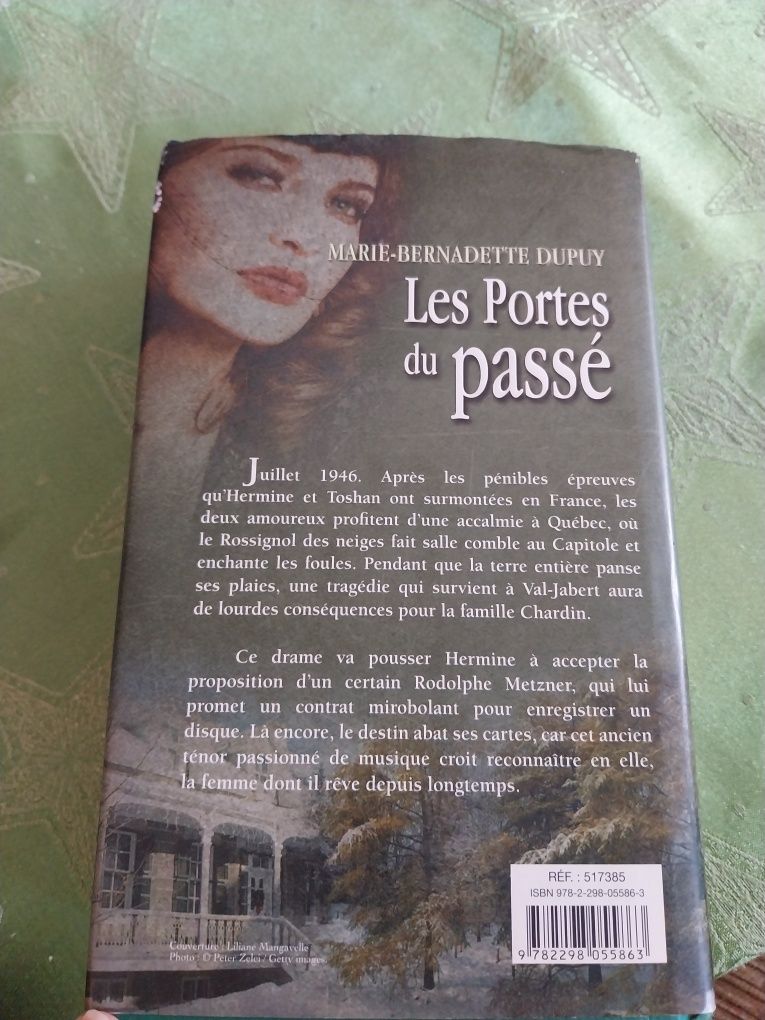 MARIE-BERNADETTE DUPUY
Les Portes
du passé
Juillet 1946. Après les pénibles épreuves
qu'Hermine et Toshan ont surmontées en France, les
deux amoureux profitent d'une accalmie à Québec, où
le Rossignol des neiges fait salle comble au Capitole et
enchante les foules. Pendant que la terre entière panse
ses plaies, une tragédie qui survient à Val-Jabert aura
de lourdes conséquences pour la famille Chardin.
Ce drame va pousser Hermine à accepter la
proposition d'un certain Rodolphe Metzner, qui lui
promet un contrat mirobolant pour enregistrer un
disque. Là encore, le destin abat ses cartes, car cet ancien
ténor passionné de musique croit reconnaître en elle,
la femme dont il rêve depuis longtemps.
RÉF. : 517385
ISBN 978-2-298-05586-3
9 782298 055863
Couverture : Liliane Mangavelle
Photo : © Peter Zelei / Getty images.